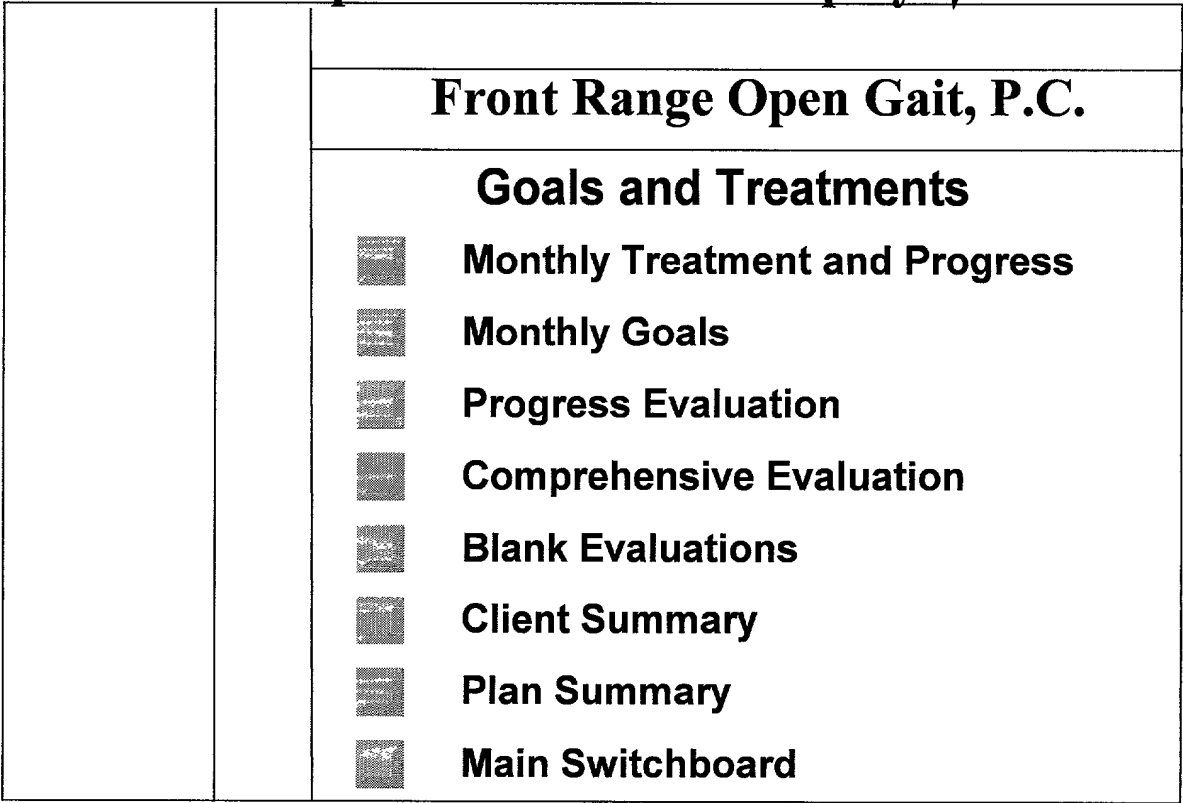 Front Range Open Gait, P.C.
Goals and Treatments
Monthly Treatment and Progress
Monthly Goals
Progress Evaluation
Comprehensive Evaluation
Blank Evaluations
Client Summary
Plan Summary
Main Switchboard